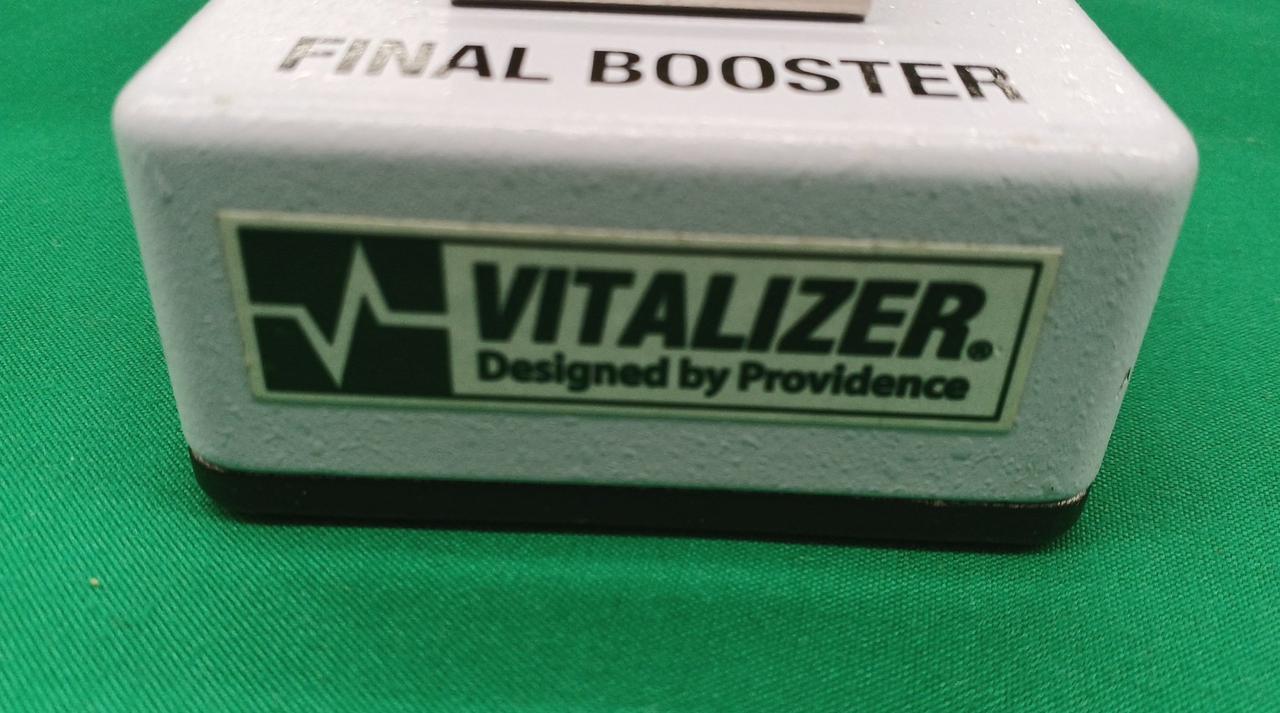 FINAL BOOSTER
VITALIZER®
Designed by Providence